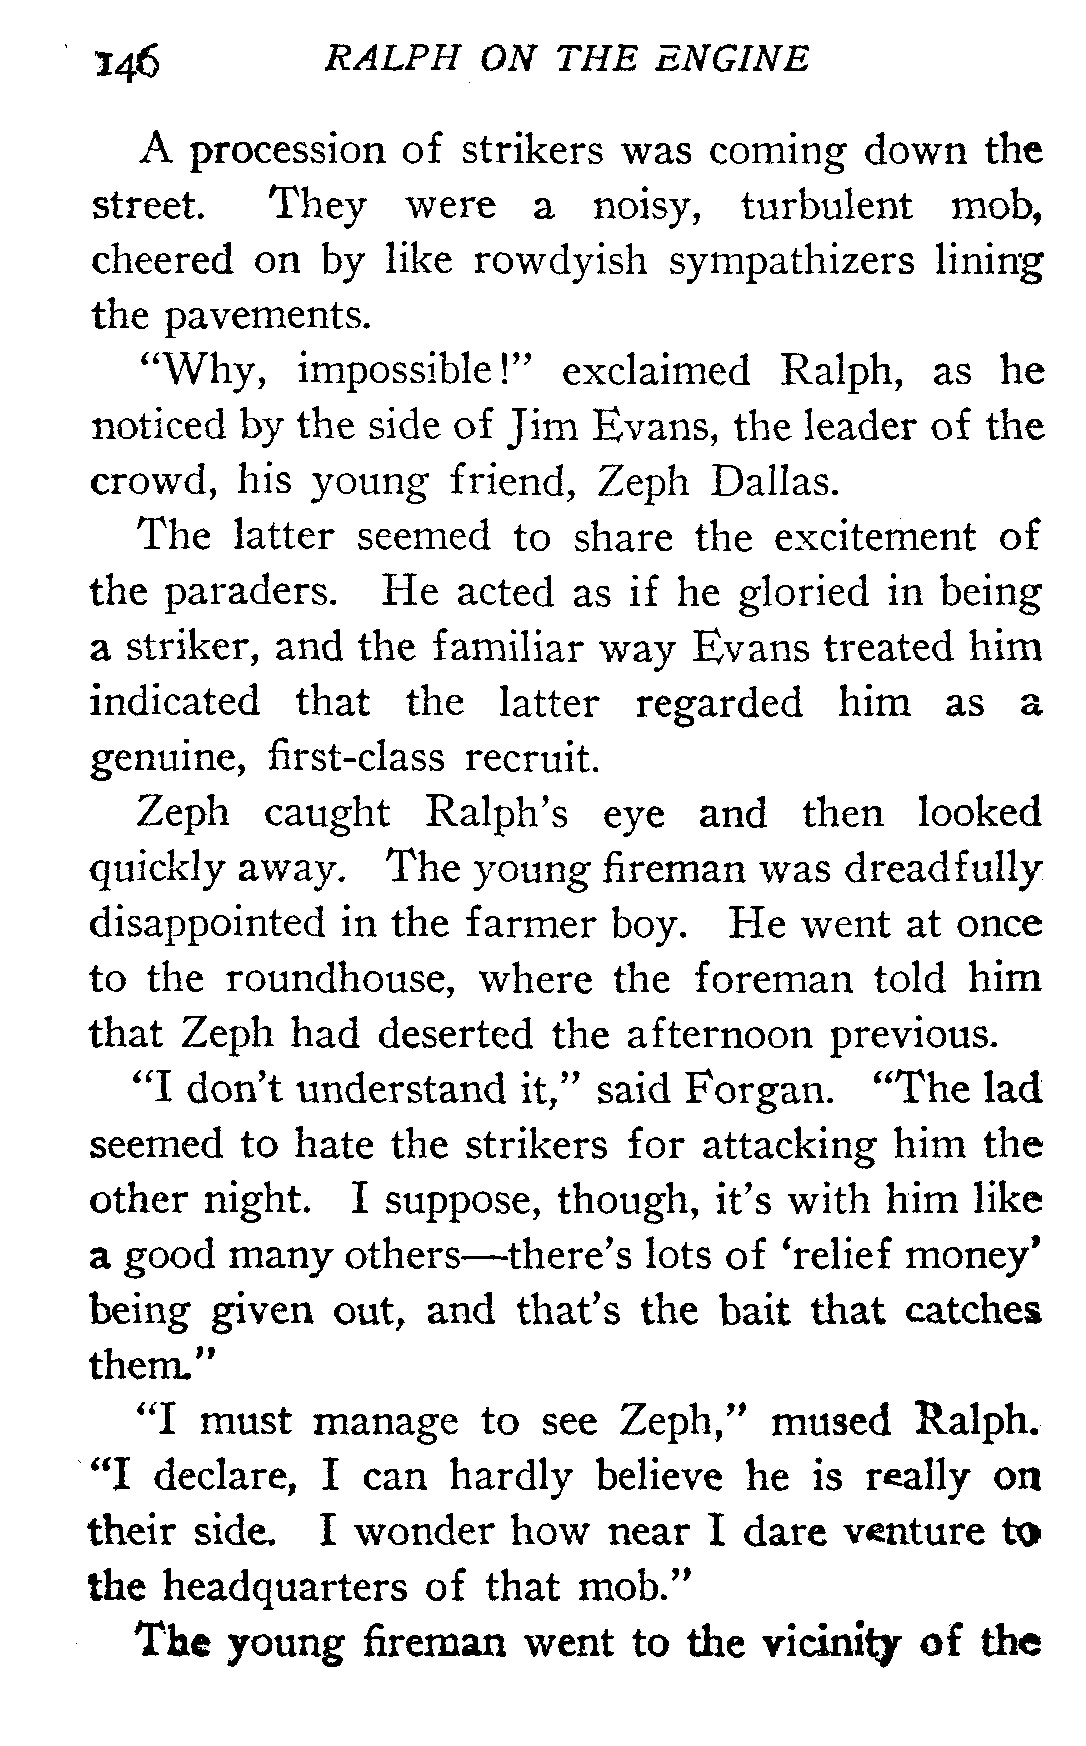 146 RALPH ON THE ENGINE
A procession of strikers was coming down the
street. They were a noisy, turbulent mob,
cheered on by like rowdyish sympathizers lining
the pavements.
“Why, impossible!” exclaimed Ralph, as he
noticed by the side of Jim Evans, the leader of the
crowd, his young friend, Zeph Dallas.
The latter seemed to share the excitement of
the paraders. He acted as if he gloried in being
a striker, and the familiar way Evans treated him
indicated that the latter regarded him as a
genuine, first-class recruit.
Zeph caught Ralph’s eye and then looked
quickly away. The young fireman was dreadfully
disappointed in the farmer boy. He went at once
to the roundhouse, where the foreman told him
that Zeph had deserted the afternoon previous.
“I don’t understand it,” said Forgan. “The lad
seemed to hate the strikers for attacking him the
other night. I suppose, though, it’s with him like
a good many others—there’s lots of ‘relief money’
being given out, and that’s the bait that catches
them.”
“I must manage to see Zeph,” mused Ralph.
“I declare, I can hardly believe he is really on
their side. I wonder how near I dare venture to
the headquarters of that mob.”
The young fireman went to the vicinity of the